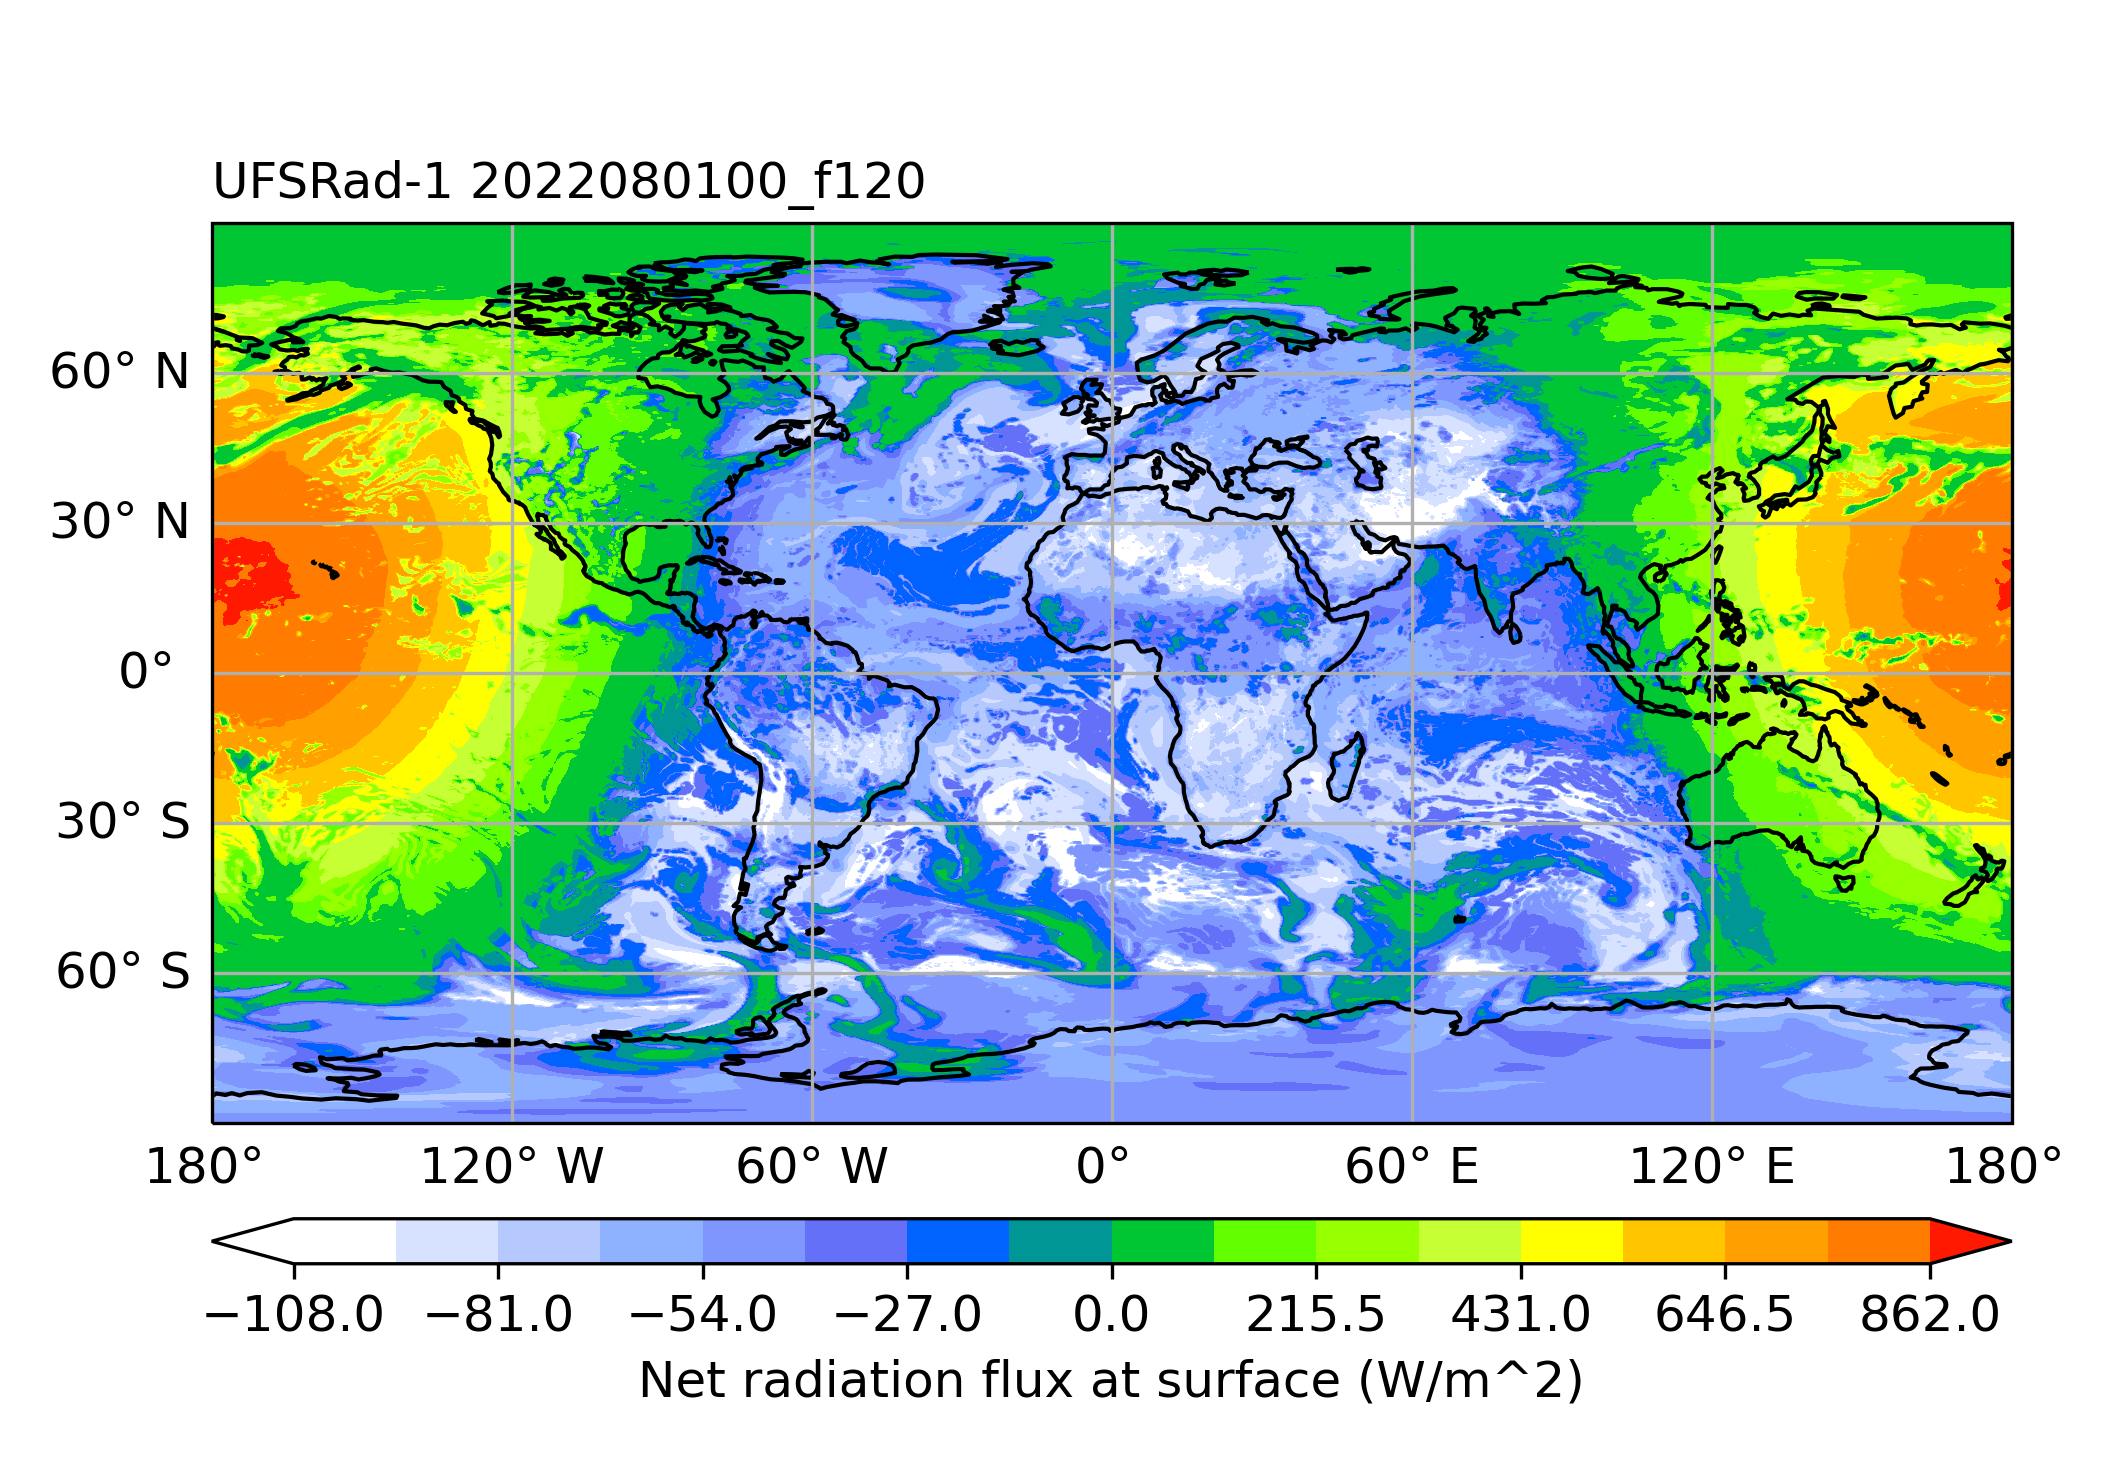 UFSRad-1 2022080100_f120
60° N
30° N
0°
30° S
60° S
180° 120° W 60° W 0° 60° E 120° E 180°
−108.0 −81.0 −54.0 −27.0 0.0 215.5 431.0 646.5 862.0
Net radiation flux at surface (W/m^2)